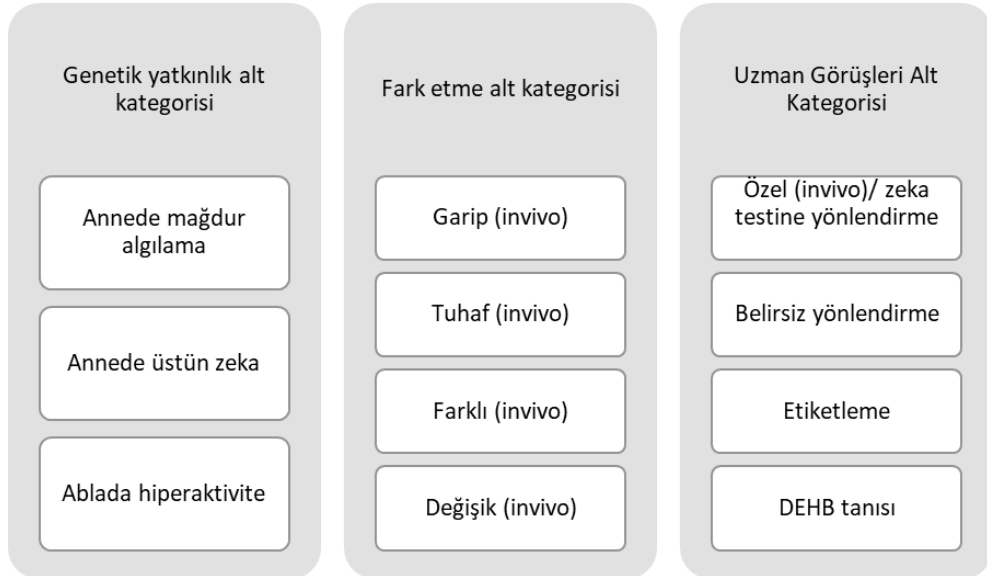 Genetik yatkınlık alt
kategorisi
Annede mağdur
algılama
Annede üstün zeka
Ablada hiperaktivite
Fark etme alt kategorisi
Garip (invivo)
Tuhaf (invivo)
Farklı (invivo)
Değişik (invivo)
Uzman Görüşleri Alt
Kategorisi
Özel (invivo)/ zeka
testine yönlendirme
Belirsiz yönlendirme
Etiketleme
DEHB tanısı